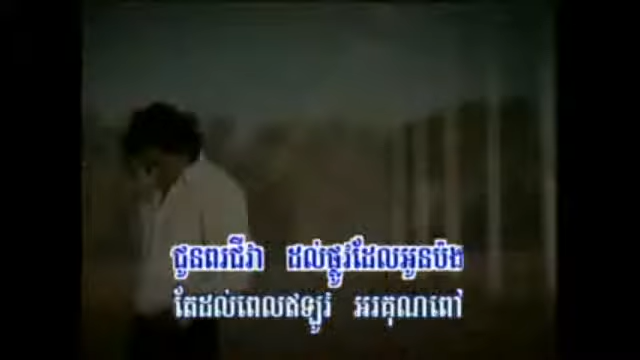 ជូនពរជីវា ដល់ផ្លូវដែលអូនប៉ង
តែដល់ពេលឥឡូវ អរគុណពៅ